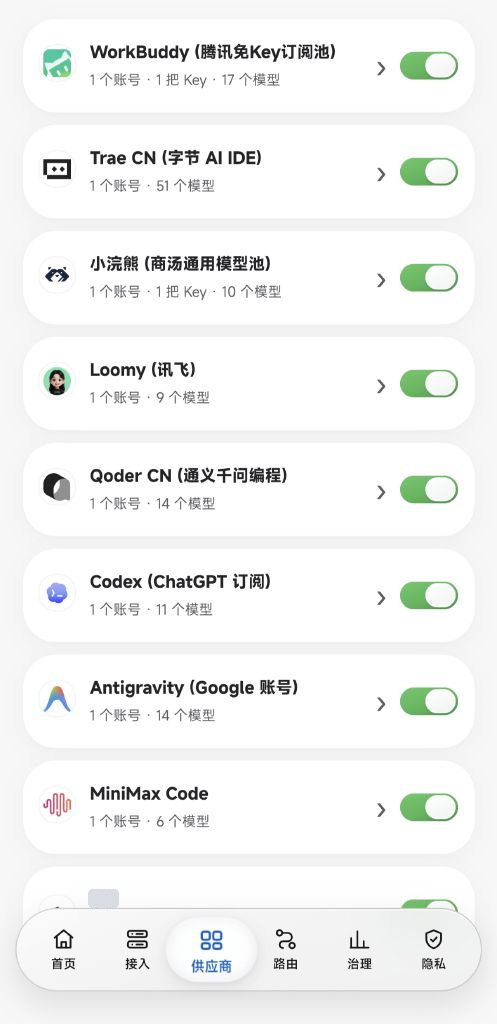 WorkBuddy (腾讯免Key订阅池)
1 个账号 · 1 把 Key · 17 个模型
Trae CN (字节 AI IDE)
1 个账号 · 51 个模型
小浣熊 (商汤通用模型池)
1 个账号 · 1 把 Key · 10 个模型
Loomy (讯飞)
1 个账号 · 9 个模型
Qoder CN (通义千问编程)
1 个账号 · 14 个模型
Codex (ChatGPT 订阅)
1 个账号 · 11 个模型
Antigravity (Google 账号)
1 个账号 · 14 个模型
MiniMax Code
1 个账号 · 6 个模型
首页 接入 供应商 路由 治理 隐私